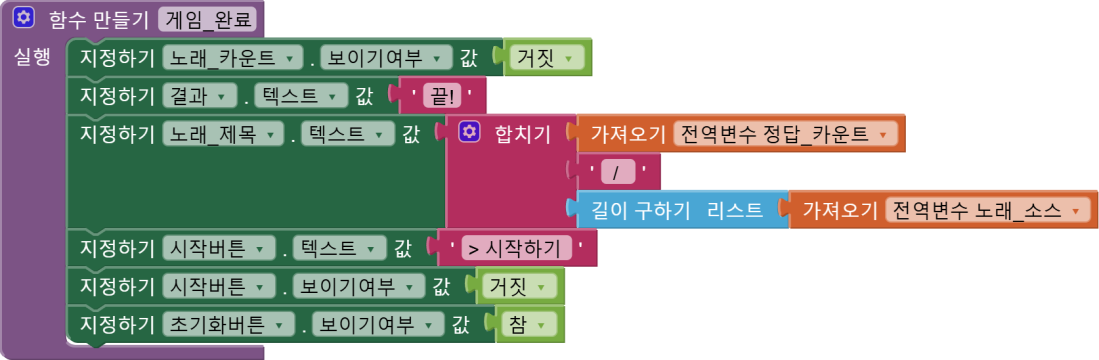 함수 만들기 게임_완료
실행 지정하기 노래_카운트 . 보이기여부 값 거짓
지정하기 결과 . 텍스트 값 ' 끝! '
지정하기 노래_제목 . 텍스트 값 합치기 가져오기 전역변수 정답_카운트
' / '
길이 구하기 리스트 가져오기 전역변수 노래_소스
지정하기 시작버튼 . 텍스트 값 ' > 시작하기 '
지정하기 시작버튼 . 보이기여부 값 거짓
지정하기 초기화버튼 . 보이기여부 값 참